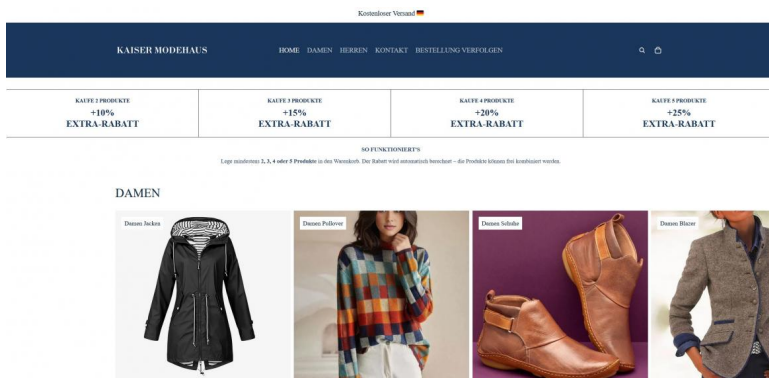 Kostenloser Versand
KAISER MODEHAUS
HOME DAMEN HERREN KONTAKT BESTELLUNG VERFOLGEN
KAUFE 2 PRODUKTE
+10%
EXTRA-RABATT
KAUFE 3 PRODUKTE
+15%
EXTRA-RABATT
KAUFE 4 PRODUKTE
+20%
EXTRA-RABATT
KAUFE 5 PRODUKTE
+25%
EXTRA-RABATT
SO FUNKTIONIERT'S
Lege mindestens 2, 3, 4 oder 5 Produkte in den Warenkorb. Der Rabatt wird automatisch berechnet – die Produkte können frei kombiniert werden.
DAMEN
Damen Jacken
Damen Pullover
Damen Schuhe
Damen Blazer